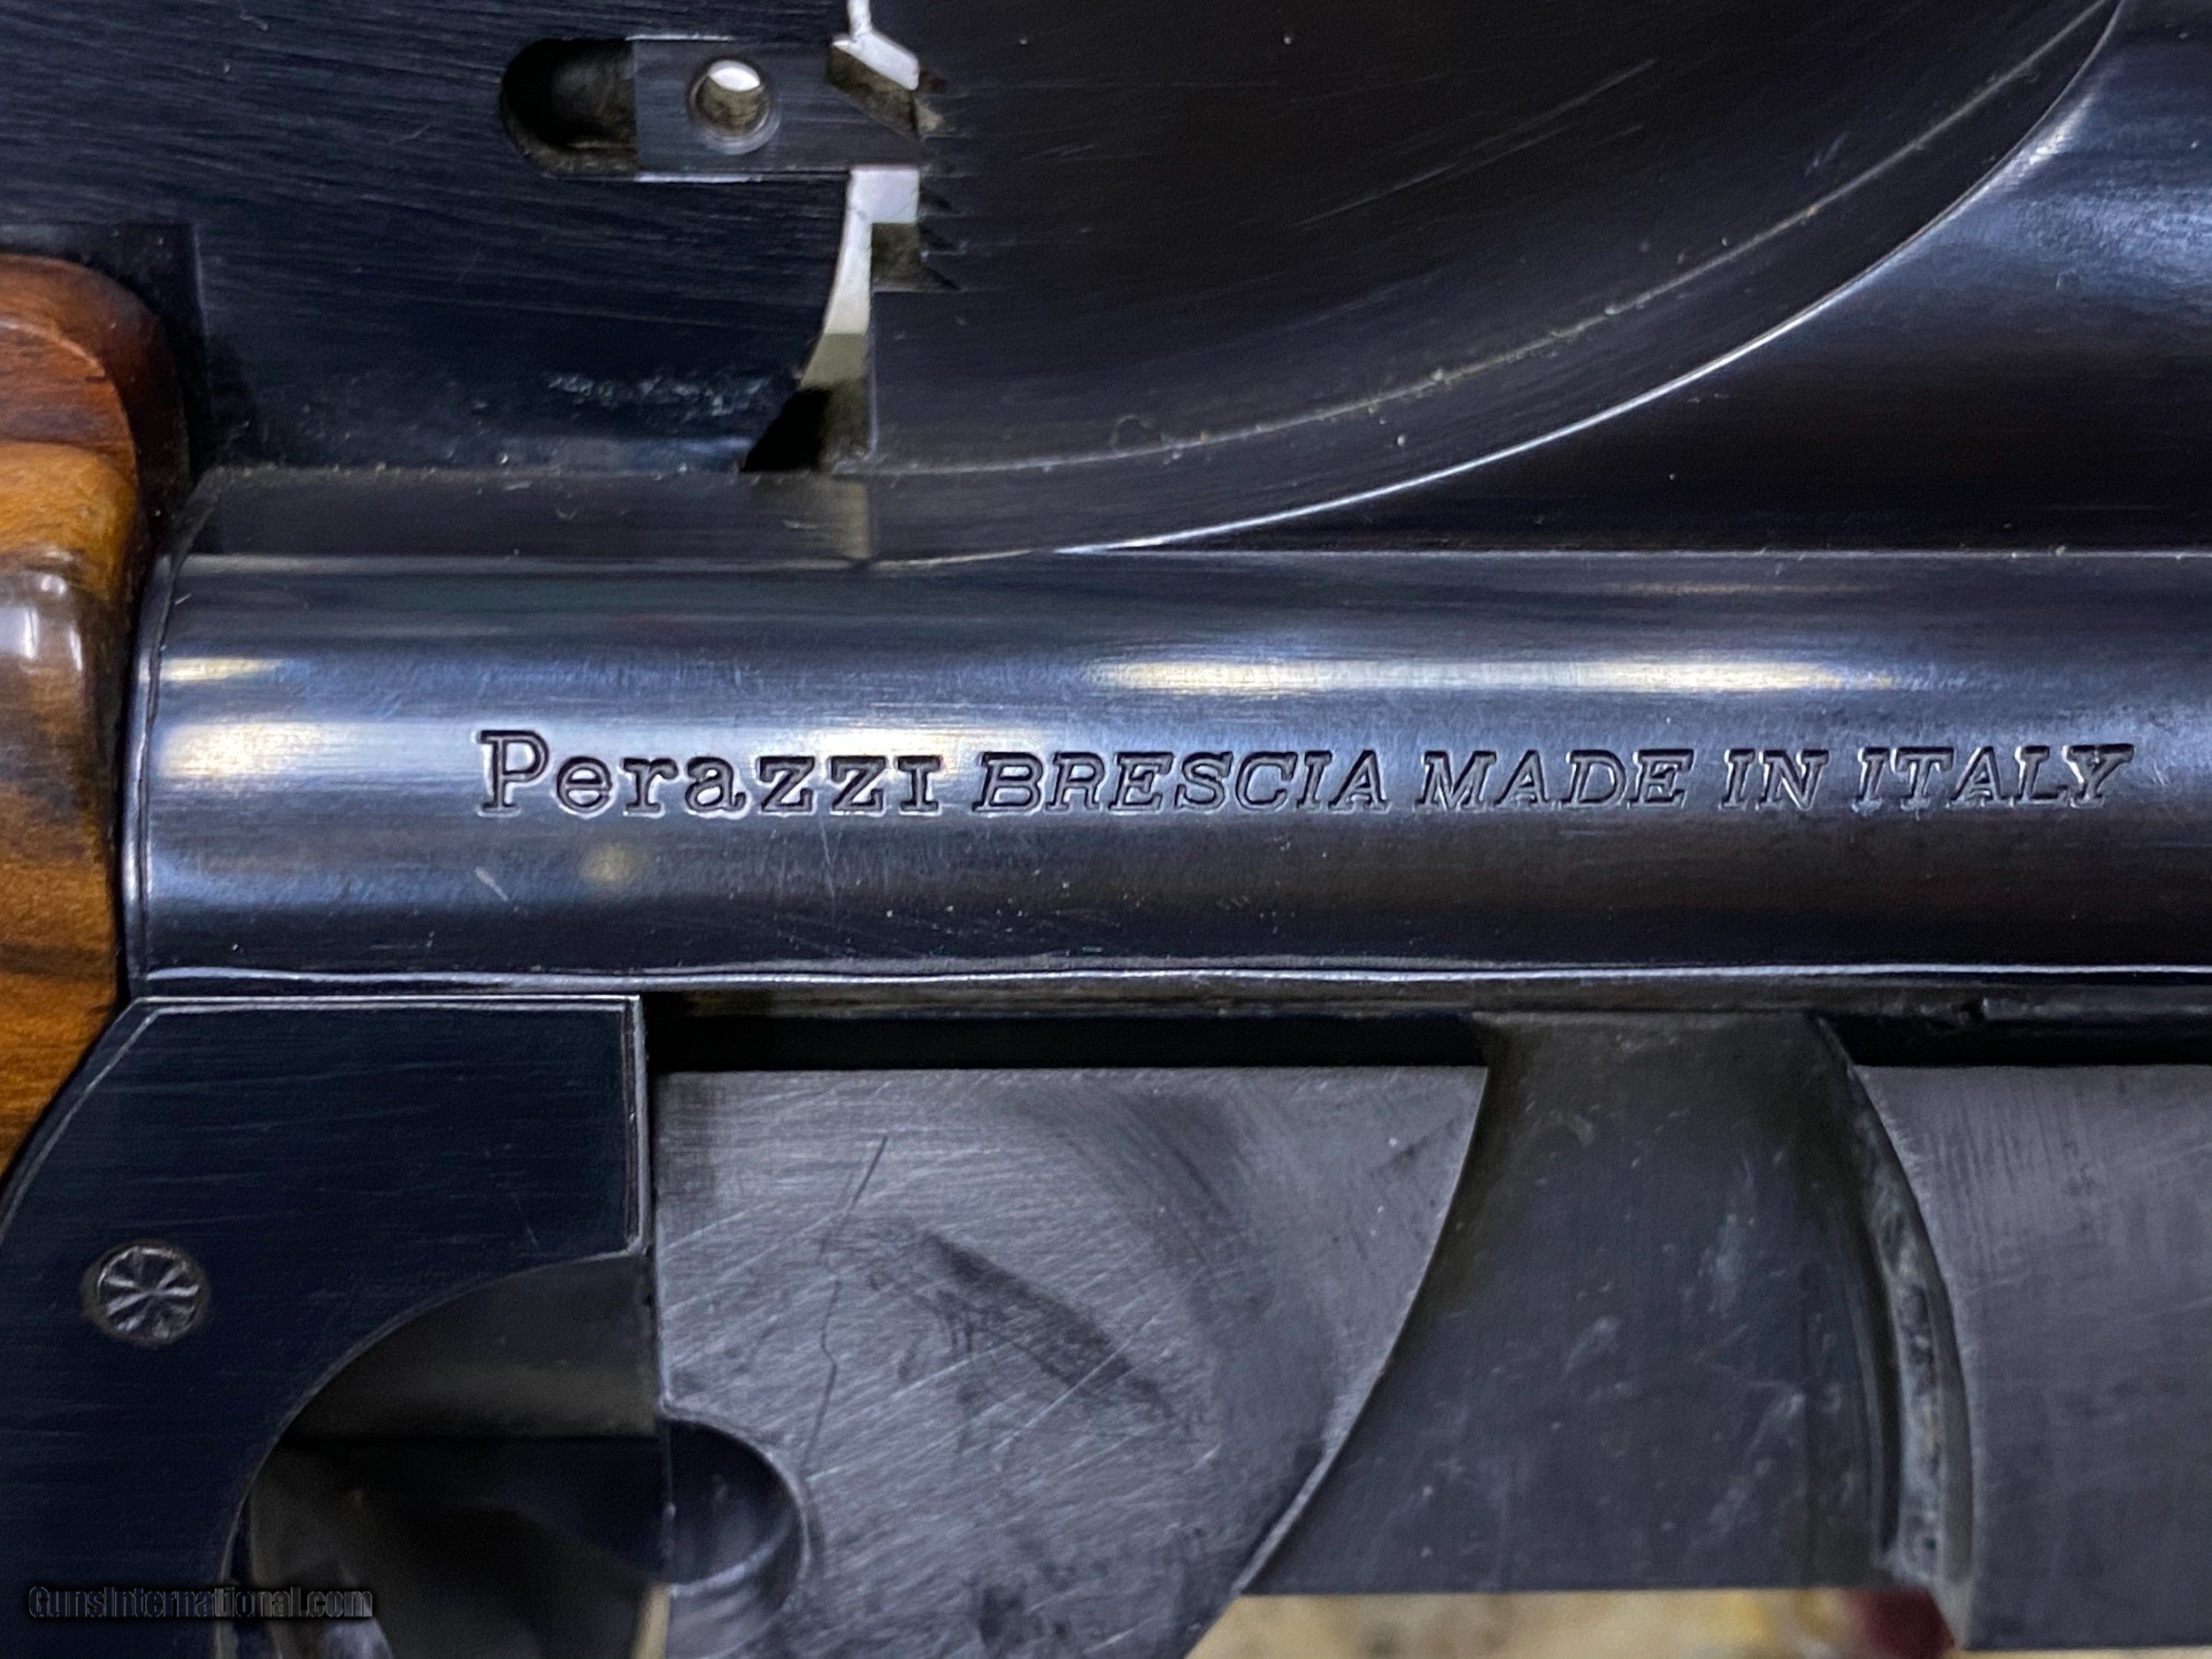 Perazzi BRESCIA MADE IN ITALY
GunsInternational.com